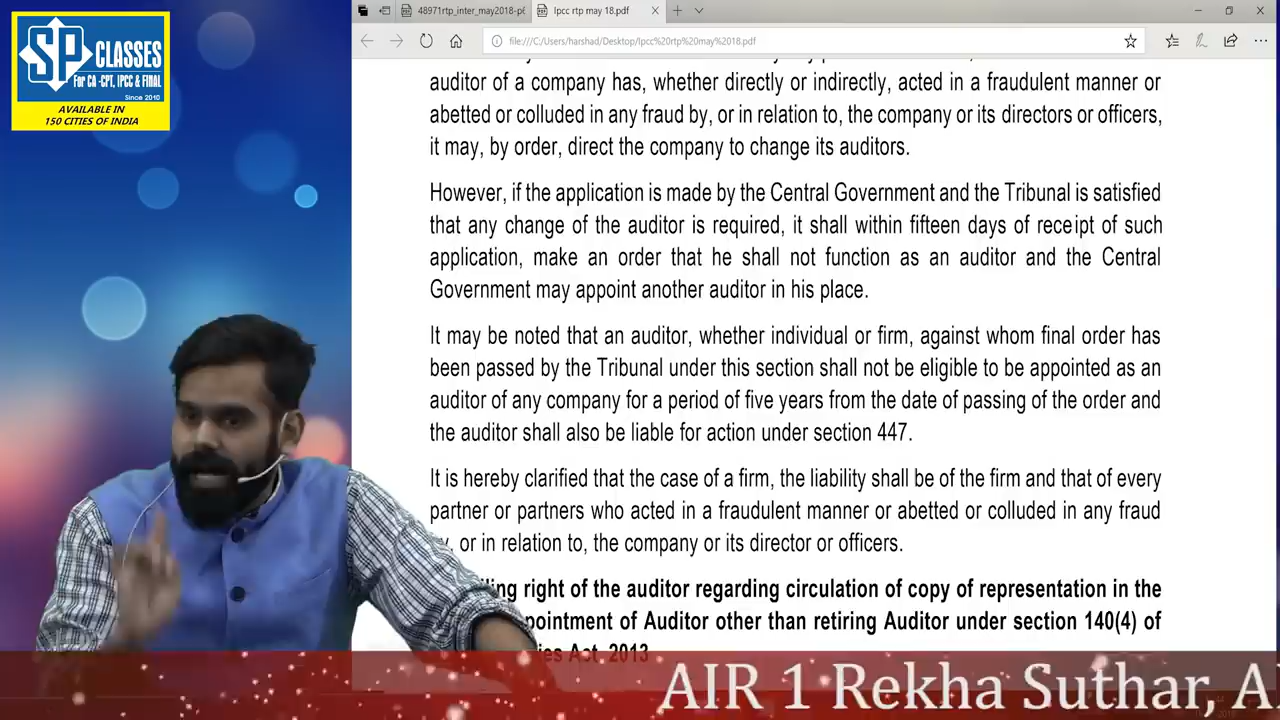 SP CLASSES
For CA -CPT, IPCC & FINAL
Since 2010
AVAILABLE IN
150 CITIES OF INDIA
48971rtp_inter_may2018-p6
Ipcc rtp may 18.pdf
file:///C:/Users/harshad/Desktop/Ipcc%20rtp%20may%2018.pdf
auditor of a company has, whether directly or indirectly, acted in a fraudulent manner or
abetted or colluded in any fraud by, or in relation to, the company or its directors or officers,
it may, by order, direct the company to change its auditors.
However, if the application is made by the Central Government and the Tribunal is satisfied
that any change of the auditor is required, it shall within fifteen days of receipt of such
application, make an order that he shall not function as an auditor and the Central
Government may appoint another auditor in his place.
It may be noted that an auditor, whether individual or firm, against whom final order has
been passed by the Tribunal under this section shall not be eligible to be appointed as an
auditor of any company for a period of five years from the date of passing of the order and
the auditor shall also be liable for action under section 447.
It is hereby clarified that the case of a firm, the liability shall be of the firm and that of every
partner or partners who acted in a fraudulent manner or abetted or colluded in any fraud
or in relation to, the company or its director or officers.
right of the auditor regarding circulation of copy of representation in the
of Auditor other than retiring Auditor under section 140(4) of
Act, 2013
AIR 1 Rekha Suthar, A